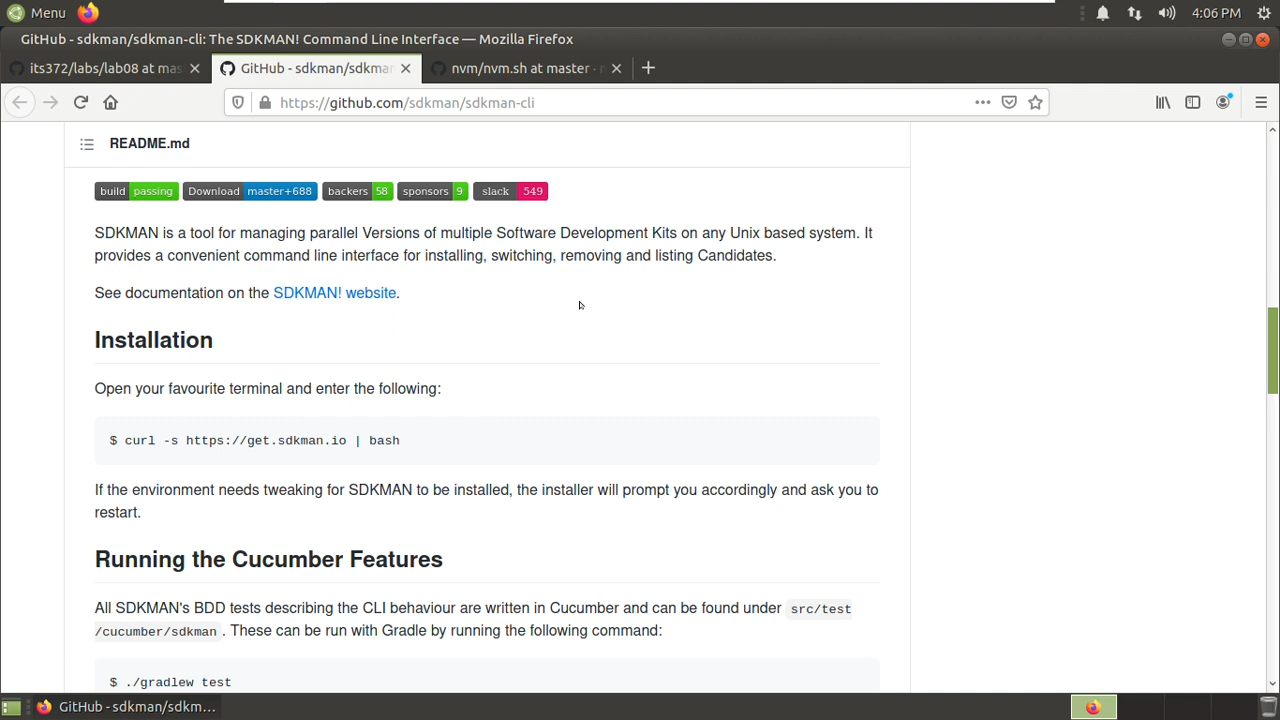 Menu
4:06 PM
GitHub - sdkman/sdkman-cli: The SDKMAN! Command Line Interface — Mozilla Firefox
its372/labs/lab08 at mas
GitHub - sdkman/sdkman
nvm/nvm.sh at master ·
https://github.com/sdkman/sdkman-cli
README.md
build passing Download master+688 backers 58 sponsors 9 slack 549
SDKMAN is a tool for managing parallel Versions of multiple Software Development Kits on any Unix based system. It
provides a convenient command line interface for installing, switching, removing and listing Candidates.
See documentation on the SDKMAN! website.
Installation
Open your favourite terminal and enter the following:
$ curl -s https://get.sdkman.io | bash
If the environment needs tweaking for SDKMAN to be installed, the installer will prompt you accordingly and ask you to
restart.
Running the Cucumber Features
All SDKMAN's BDD tests describing the CLI behaviour are written in Cucumber and can be found under src/test
/cucumber/sdkman . These can be run with Gradle by running the following command:
$ ./gradlew test
GitHub - sdkman/sdkm...